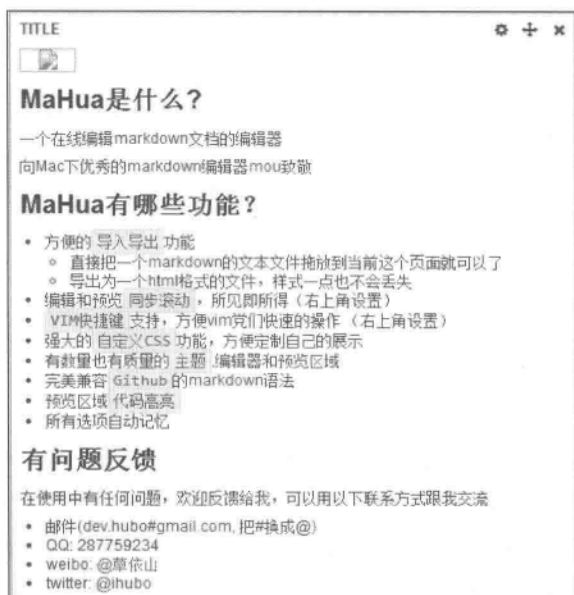 TITLE
MaHua是什么?
一个在线编辑markdown文档的编辑器
向Mac下优秀的markdown编辑器mou致敬
MaHua有哪些功能？
方便的 导入导出 功能
直接把一个markdown的文本文件拖放到当前这个页面就可以了
导出为一个html格式的文件，样式一点也不会丢失
编辑和预览 同步滚动 ，所见即所得（右上角设置）
VIM快捷键 支持，方便vim党们快速的操作 （右上角设置）
强大的 自定义CSS 功能，方便定制自己的展示
有数量也有质量的 主题 ,编辑器和预览区域
完美兼容 Github 的markdown语法
预览区域 代码高亮
所有选项自动记忆
有问题反馈
在使用中有任何问题，欢迎反馈给我，可以用以下联系方式跟我交流
邮件(dev.hubo#gmail.com, 把#换成@)
QQ: 287759234
weibo: @草依山
twitter: @ihubo